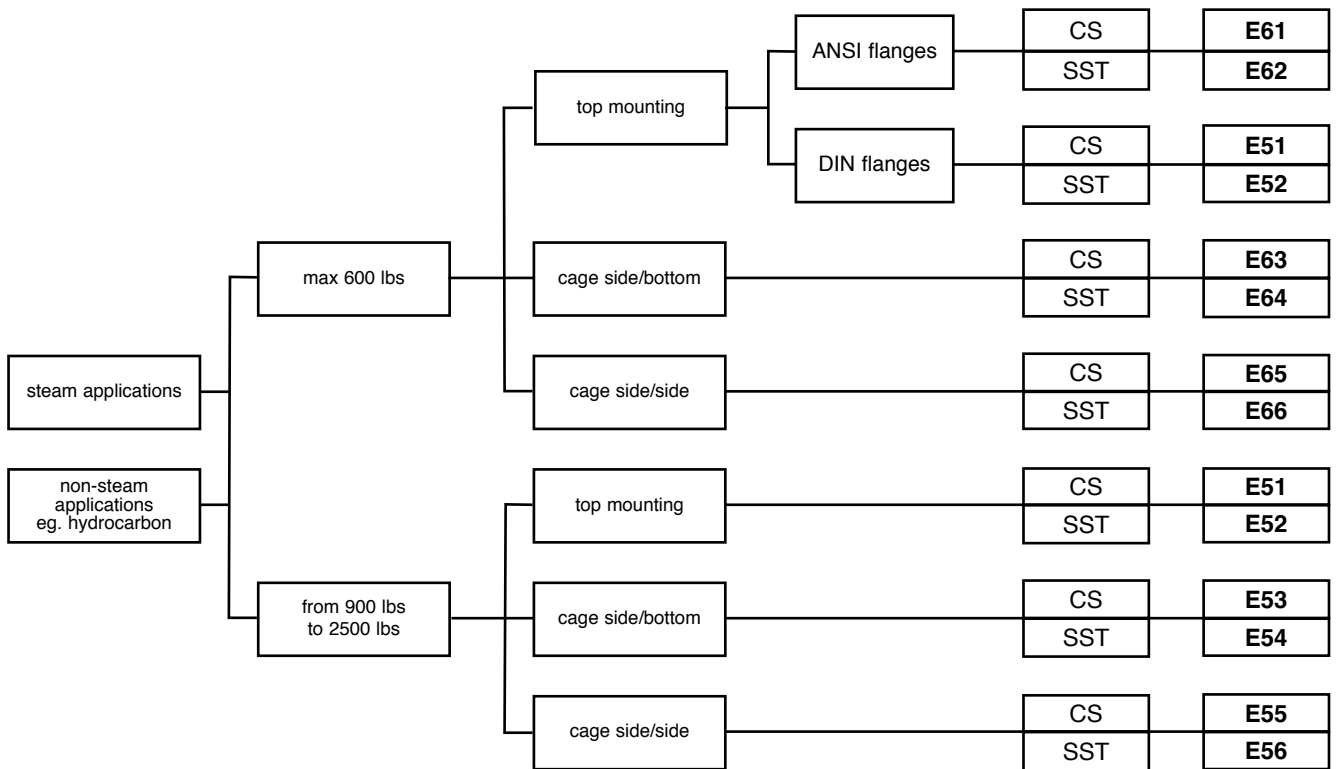 CS
E61
ANSI flanges
SST
E62
top mounting
CS
E51
DIN flanges
SST
E52
CS
E63
max 600 lbs
cage side/bottom
SST
E64
steam applications
cage side/side
CS
E65
SST
E66
non-steam
applications
eg. hydrocarbon
top mounting
CS
E51
SST
E52
from 900 lbs
to 2500 lbs
cage side/bottom
CS
E53
SST
E54
cage side/side
CS
E55
SST
E56